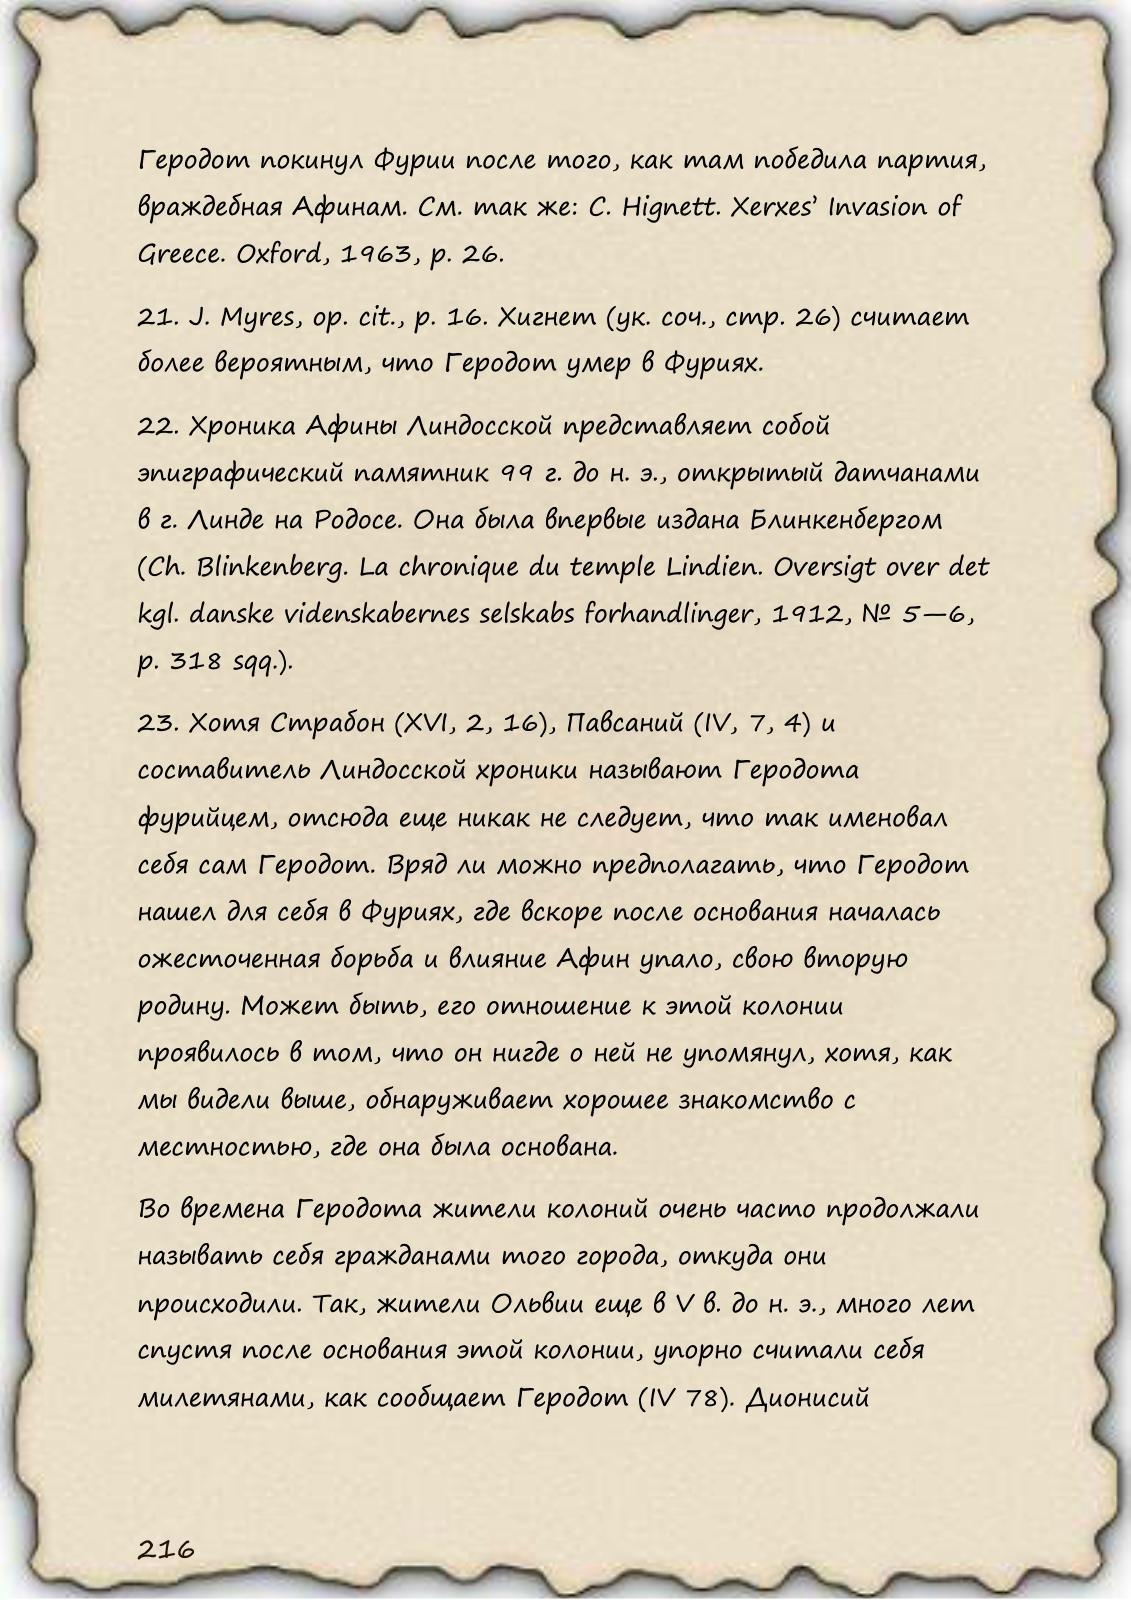 Геродот покинул Фурии после того, как там победила партия,
враждебная Афинам. См. так же: C. Hignett. Xerxes’ Invasion of
Greece. Oxford, 1963, p. 26.
21. J. Myres, op. cit., p. 16. Хигнет (ук. соч., стр. 26) считает
более вероятным, что Геродот умер в Фуриях.
22. Хроника Афины Линдосской представляет собой
эпиграфический памятник 99 г. до н. э., открытый датчанами
в г. Линде на Родосе. Она была впервые издана Блинкенбергом
(Ch. Blinkenberg. La chronique du temple Lindien. Oversigt over det
kgl. danske videnskabernes selskabs forhandlinger, 1912, № 5—6,
p. 318 sqq.).
23. Хотя Страбон (XVI, 2, 16), Павсаний (IV, 7, 4) и
составитель Линдосской хроники называют Геродота
фурийцем, отсюда еще никак не следует, что так именовал
себя сам Геродот. Вряд ли можно предполагать, что Геродот
нашел для себя в Фуриях, где вскоре после основания началась
ожесточенная борьба и влияние Афин упало, свою вторую
родину. Может быть, его отношение к этой колонии
проявилось в том, что он нигде о ней не упомянул, хотя, как
мы видели выше, обнаруживает хорошее знакомство с
местностью, где она была основана.
Во времена Геродота жители колоний очень часто продолжали
называть себя гражданами того города, откуда они
происходили. Так, жители Ольвии еще в V в. до н. э., много лет
спустя после основания этой колонии, упорно считали себя
милетянами, как сообщает Геродот (IV 78). Дионисий
216